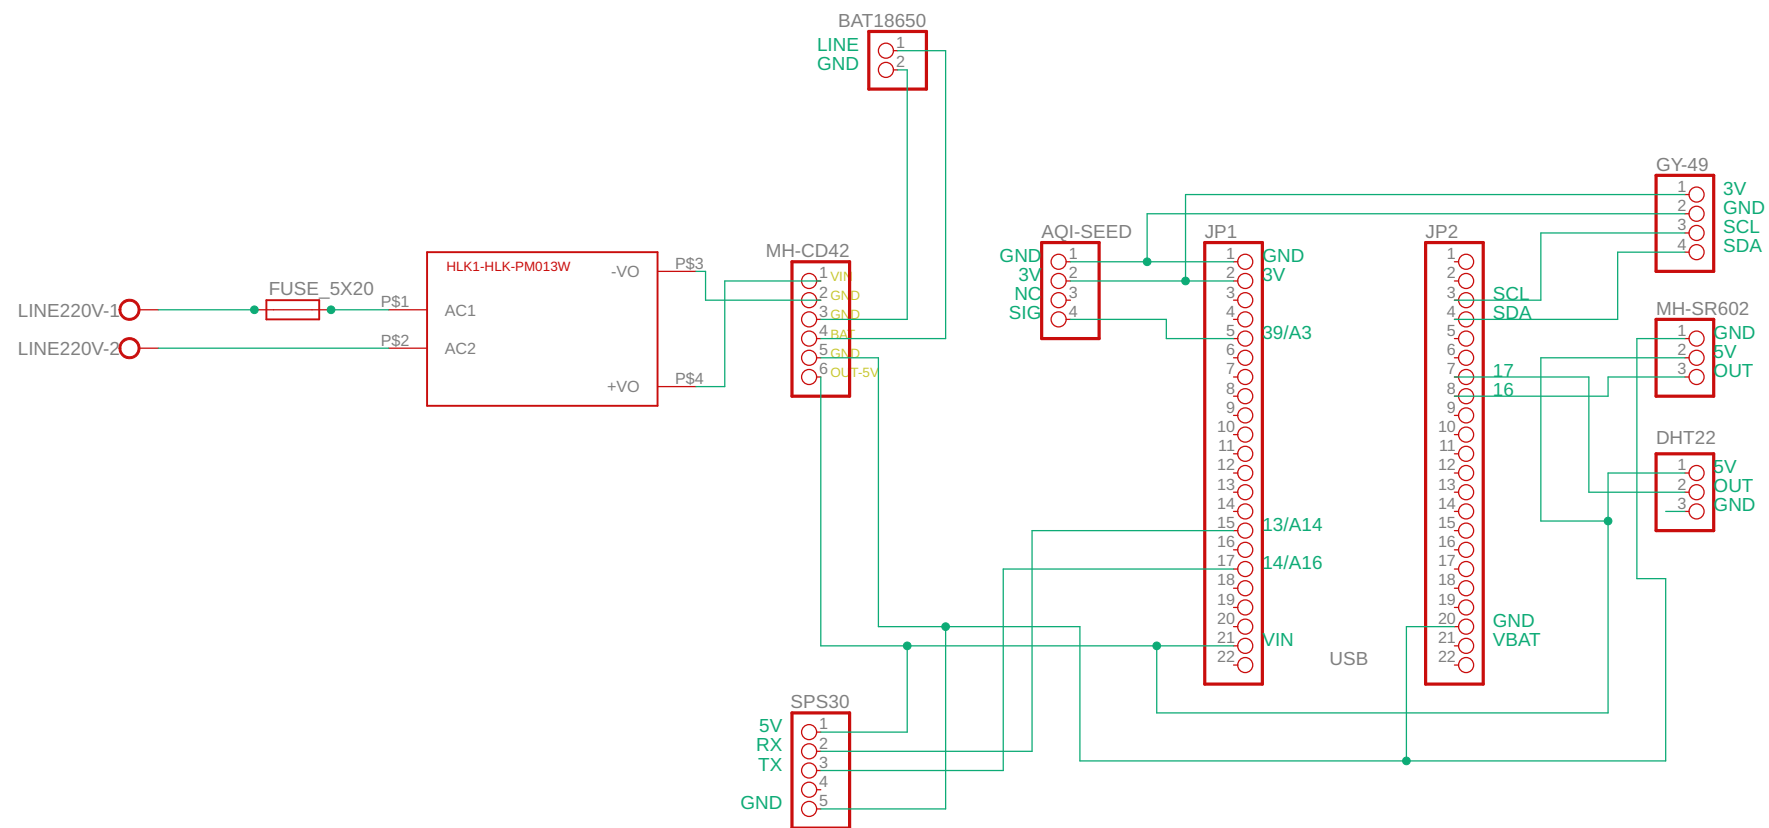 BAT18650
LINE 1
GND 2
LINE220V-1
LINE220V-2
FUSE_5X20
P$1
P$2
HLK1-HLK-PM013W
AC1
AC2
-VO
+VO
P$3
P$4
MH-CD42
1 VIN
2 GND
3 GND
4 BAT
5 GND
6 OUT-5V
AQI-SEED
GND 1
3V 2
NC 3
SIG 4
JP1
1 GND
2 3V
3
4
5 39/A3
6
7
8
9
10
11
12
13
14
15 13/A14
16
17 14/A16
18
19
20
21 VIN
22
USB
JP2
1
2
3 SCL
4 SDA
5
6
7 17
8 16
9
10
11
12
13
14
15
16
17
18
19
20 GND
21 VBAT
22
GY-49
1 3V
2 GND
3 SCL
4 SDA
MH-SR602
1 GND
2 5V
3 OUT
DHT22
1 5V
2 OUT
3 GND
SPS30
5V 1
RX 2
TX 3
4
GND 5